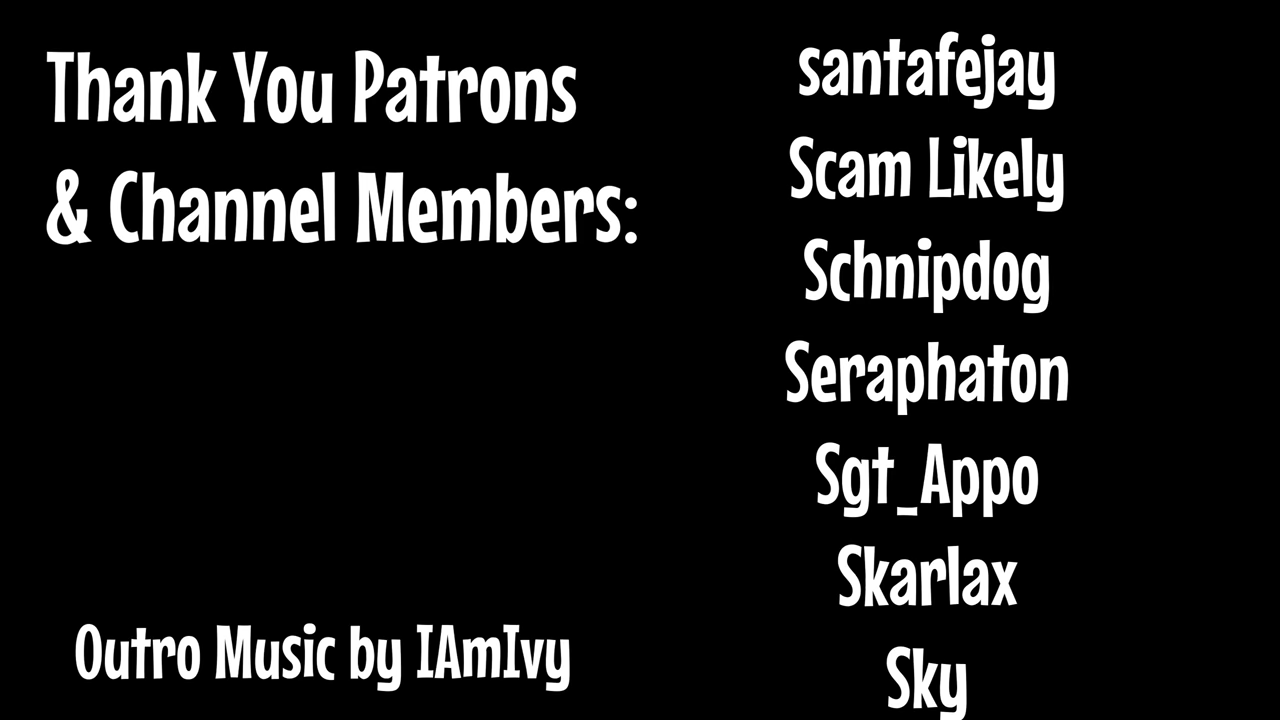 Thank You Patrons
& Channel Members:
Outro Music by IAmIvy
santafejay
Scam Likely
Schnipdog
Seraphaton
Sgt_Appo
Skarlax
Sky